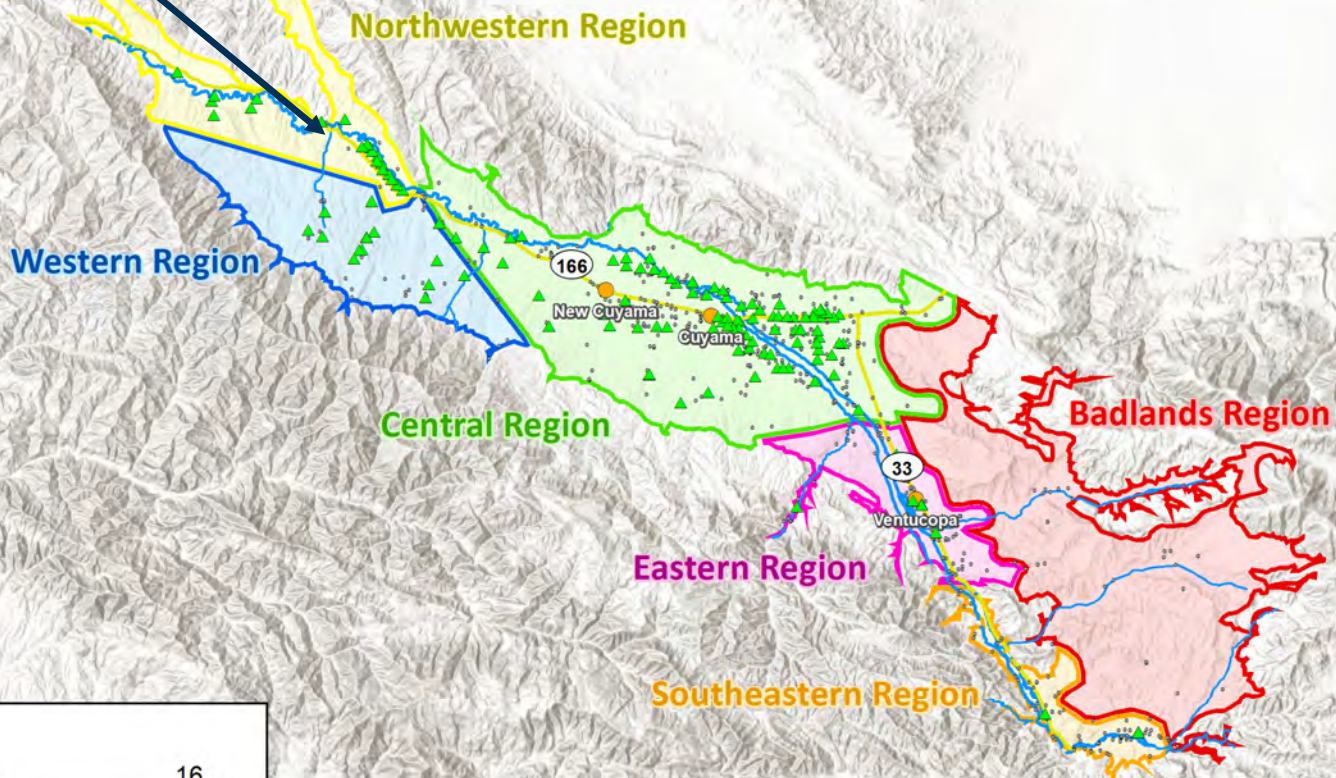 Northwestern Region
Western Region
166
New Cuyama
Cuyama
Central Region
Badlands Region
33
Ventucopa
Eastern Region
Southeastern Region
16